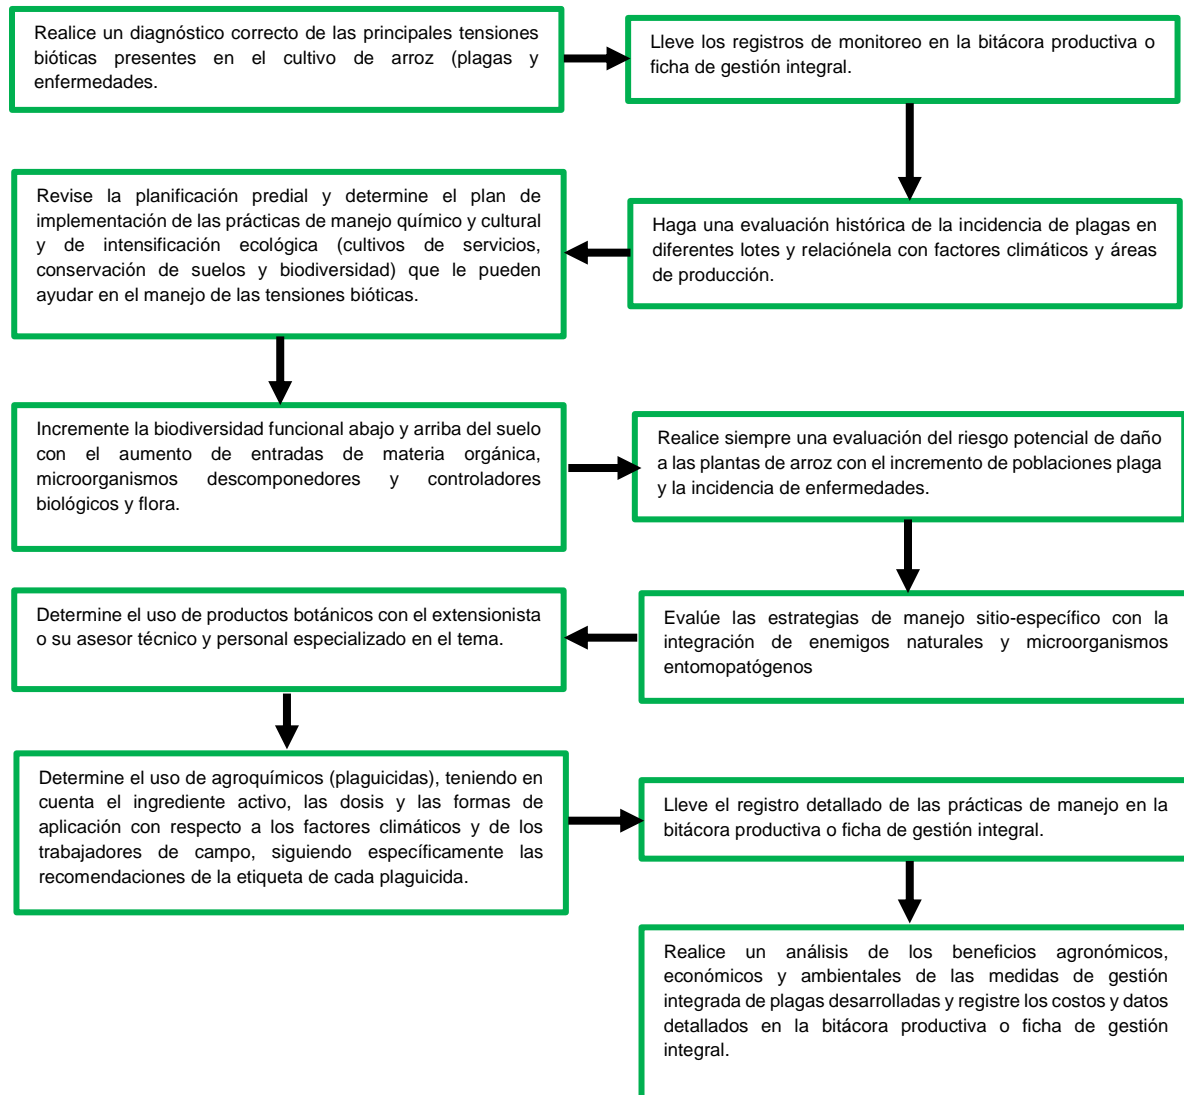 Realice un diagnóstico correcto de las principales tensiones
bióticas presentes en el cultivo de arroz (plagas y
enfermedades.
Lleve los registros de monitoreo en la bitácora productiva o
ficha de gestión integral.
Haga una evaluación histórica de la incidencia de plagas en
diferentes lotes y relaciónela con factores climáticos y áreas
de producción.
Revise la planificación predial y determine el plan de
implementación de las prácticas de manejo químico y cultural
y de intensificación ecológica (cultivos de servicios,
conservación de suelos y biodiversidad) que le pueden
ayudar en el manejo de las tensiones bióticas.
Incremente la biodiversidad funcional abajo y arriba del suelo
con el aumento de entradas de materia orgánica,
microorganismos descomponedores y controladores
biológicos y flora.
Realice siempre una evaluación del riesgo potencial de daño
a las plantas de arroz con el incremento de poblaciones plaga
y la incidencia de enfermedades.
Evalúe las estrategias de manejo sitio-específico con la
integración de enemigos naturales y microorganismos
entomopatógenos
Determine el uso de productos botánicos con el extensionista
o su asesor técnico y personal especializado en el tema.
Determine el uso de agroquímicos (plaguicidas), teniendo en
cuenta el ingrediente activo, las dosis y las formas de
aplicación con respecto a los factores climáticos y de los
trabajadores de campo, siguiendo específicamente las
recomendaciones de la etiqueta de cada plaguicida.
Lleve el registro detallado de las prácticas de manejo en la
bitácora productiva o ficha de gestión integral.
Realice un análisis de los beneficios agronómicos,
económicos y ambientales de las medidas de gestión
integrada de plagas desarrolladas y registre los costos y datos
detallados en la bitácora productiva o ficha de gestión
integral.